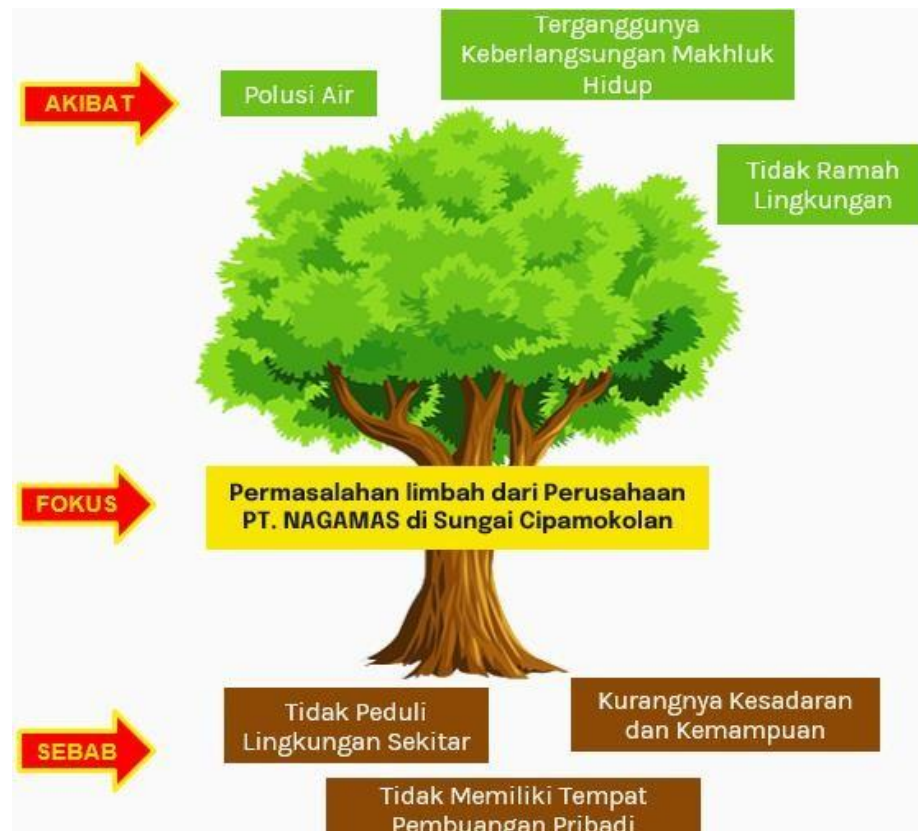 AKIBAT
Polusi Air
Terganggunya
Keberlangsungan Makhluk
Hidup
Tidak Ramah
Lingkungan
FOKUS
Permasalahan limbah dari Perusahaan
PT. NAGAMAS di Sungai Cipamokolan
SEBAB
Tidak Peduli
Lingkungan Sekitar
Kurangnya Kesadaran
dan Kemampuan
Tidak Memiliki Tempat
Pembuangan Pribadi